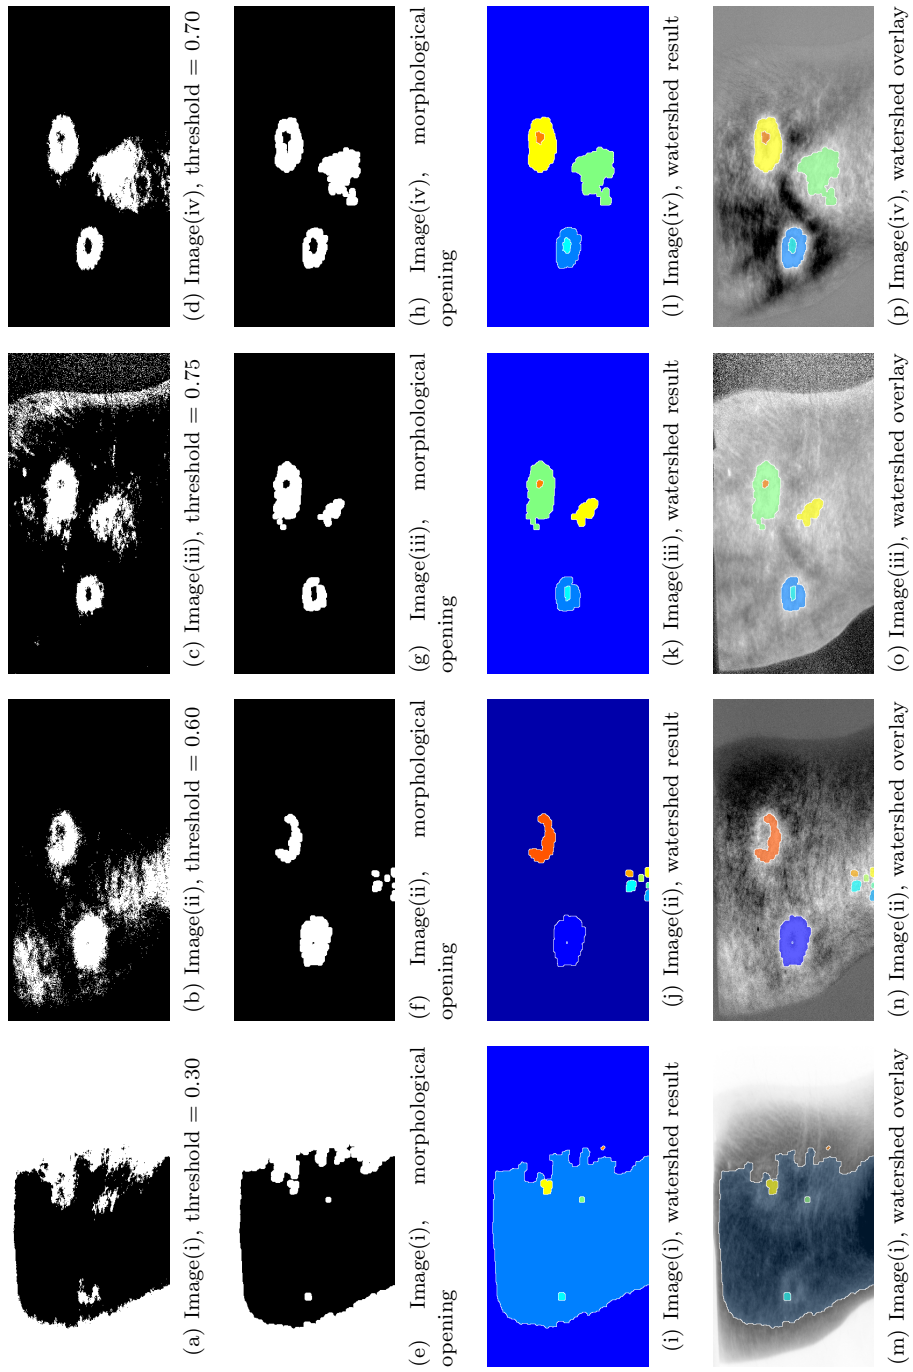 (a) Image(i), threshold = 0.30
(b) Image(ii), threshold = 0.60
(c) Image(iii), threshold = 0.75
(d) Image(iv), threshold = 0.70
(e) Image(i), morphological
opening
(f) Image(ii), morphological
opening
(g) Image(iii), morphological
opening
(h) Image(iv), morphological
opening
(i) Image(i), watershed result
(j) Image(ii), watershed result
(k) Image(iii), watershed result
(l) Image(iv), watershed result
(m) Image(i), watershed overlay
(n) Image(ii), watershed overlay
(o) Image(iii), watershed overlay
(p) Image(iv), watershed overlay